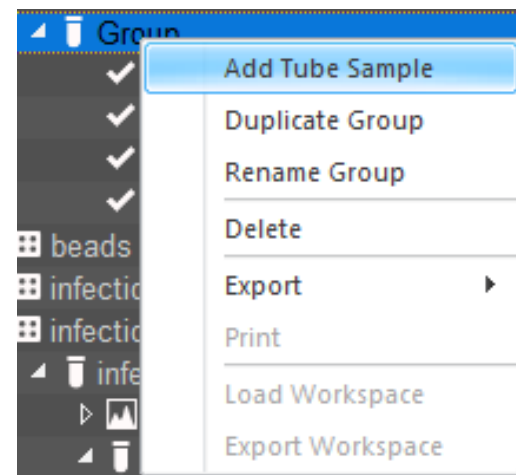 Group
Add Tube Sample
Duplicate Group
Rename Group
Delete
beads
Export
Print
Load Workspace
Export Workspace